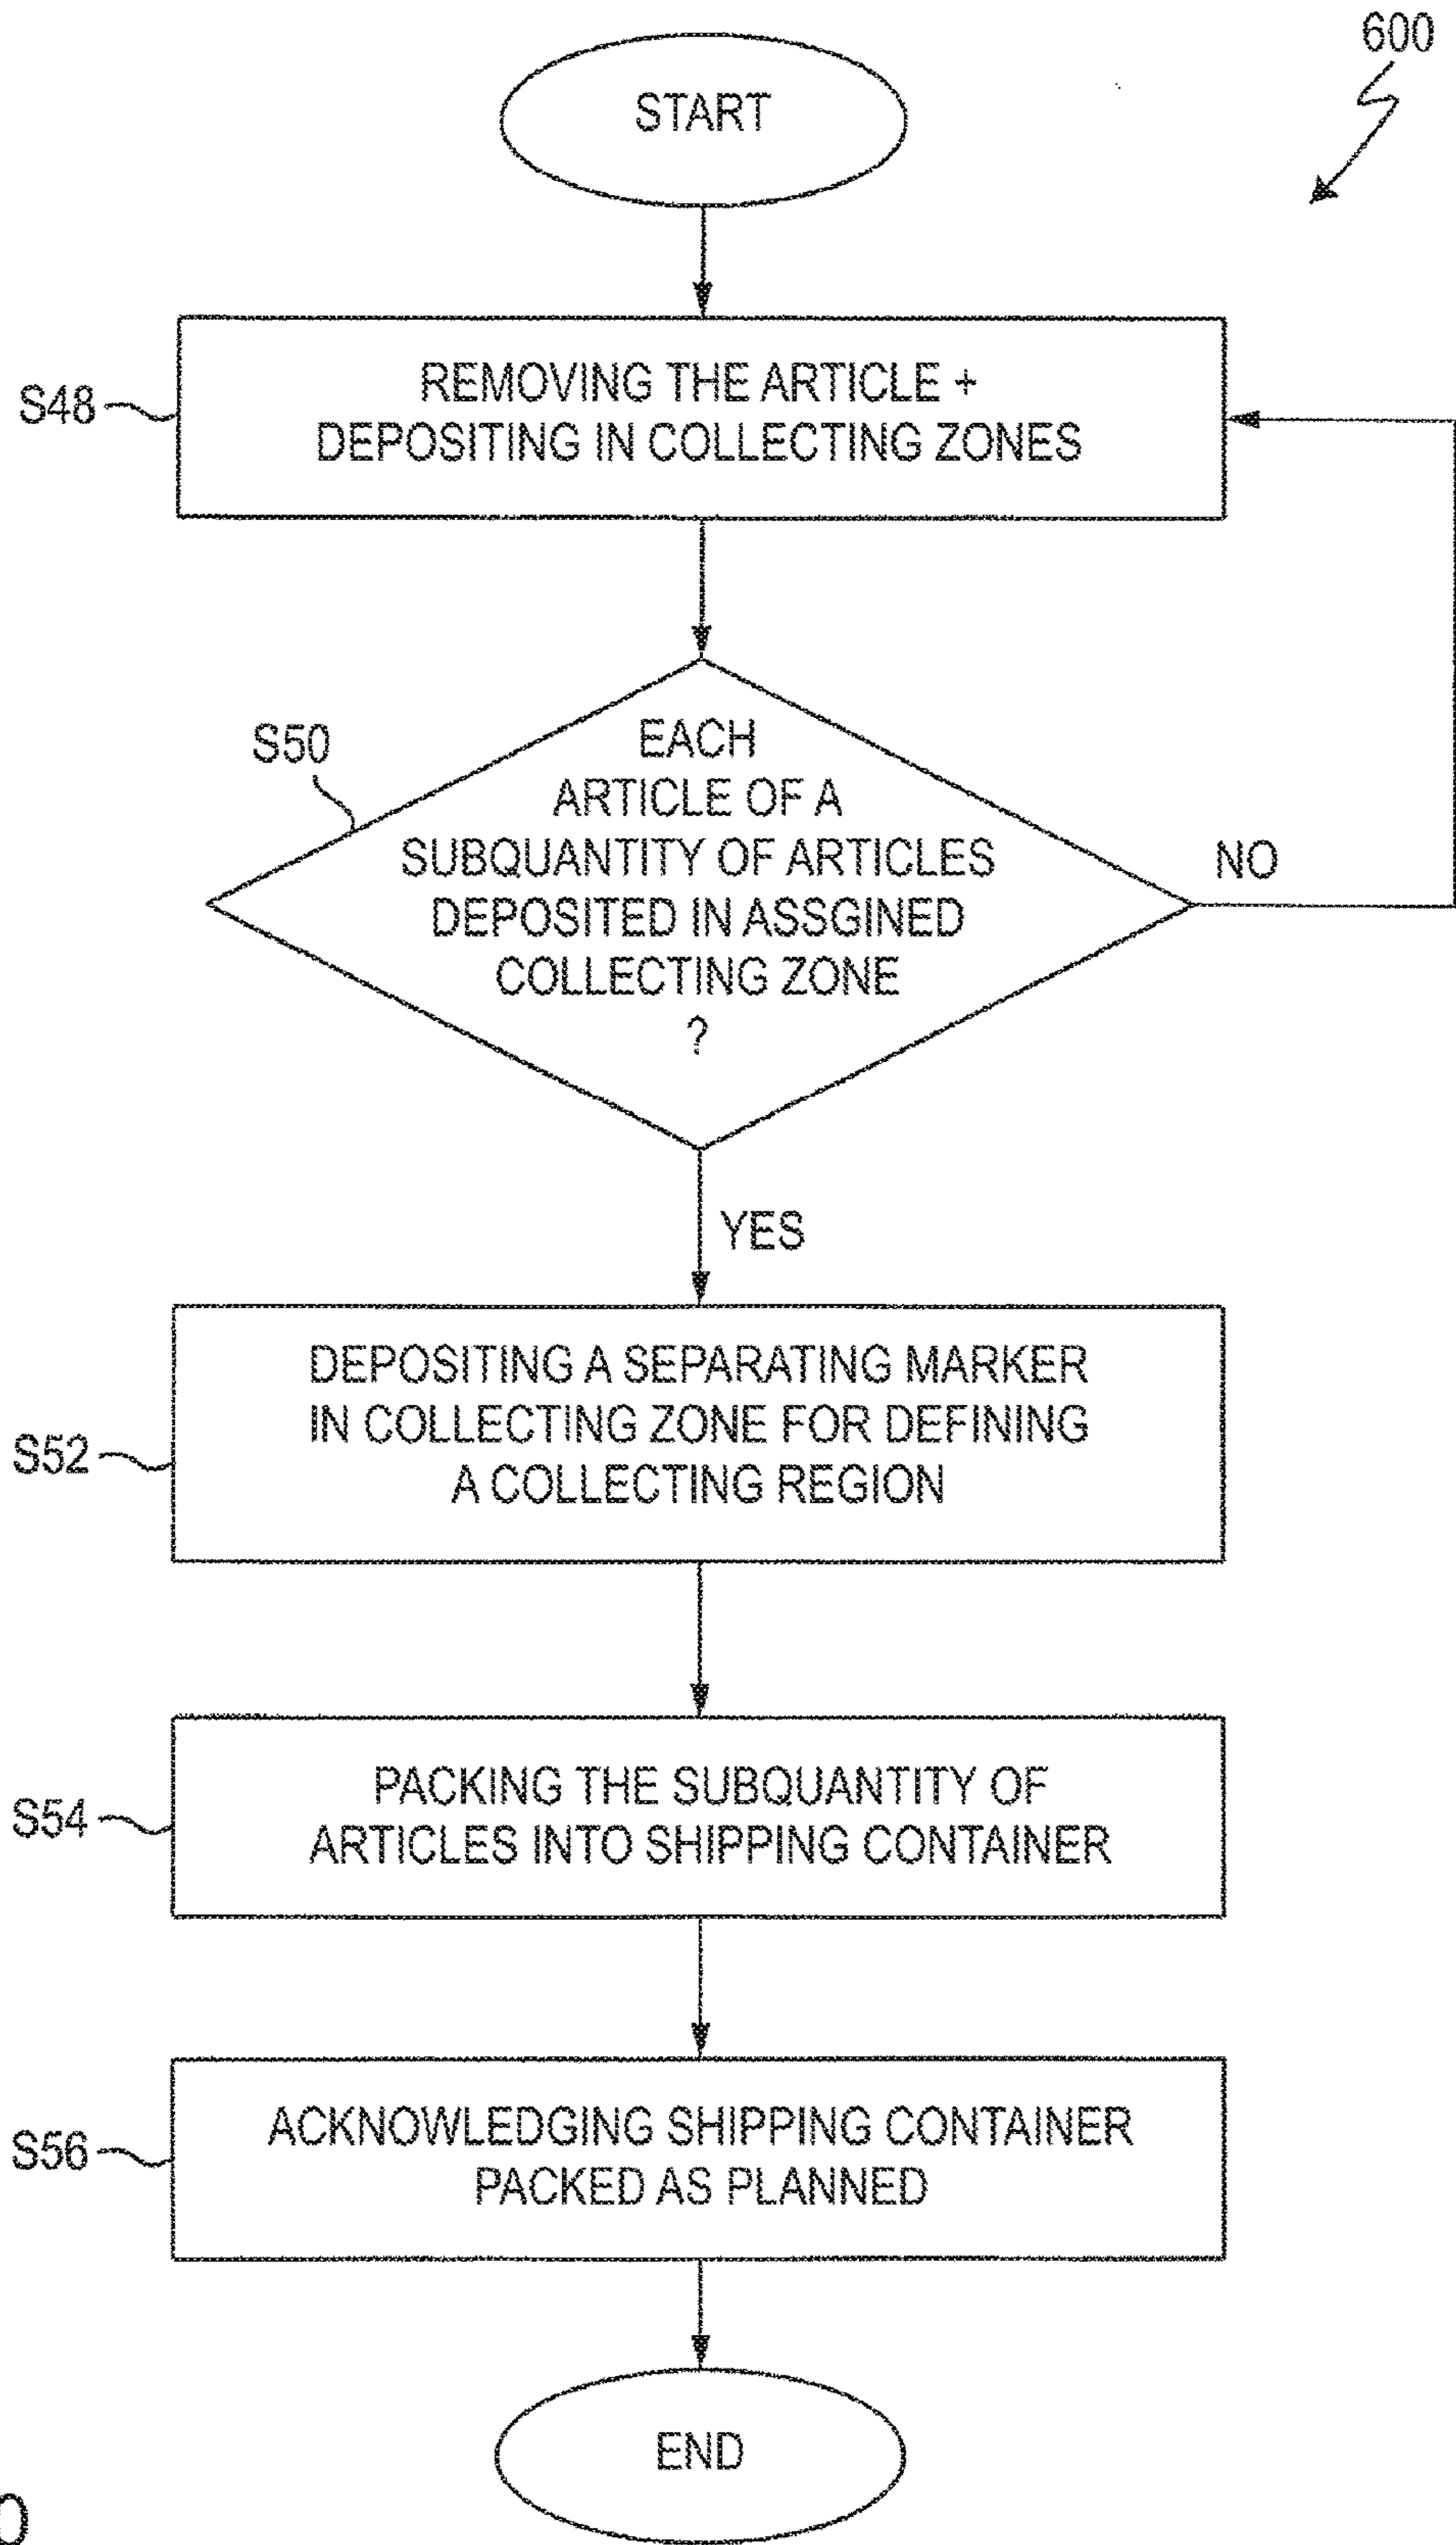 600
START
S48
REMOVING THE ARTICLE +
DEPOSITING IN COLLECTING ZONES
S50
EACH
ARTICLE OF A
SUBQUANTITY OF ARTICLES
DEPOSITED IN ASSGINED
COLLECTING ZONE
?
NO
YES
S52
DEPOSITING A SEPARATING MARKER
IN COLLECTING ZONE FOR DEFINING
A COLLECTING REGION
S54
PACKING THE SUBQUANTITY OF
ARTICLES INTO SHIPPING CONTAINER
S56
ACKNOWLEDGING SHIPPING CONTAINER
PACKED AS PLANNED
END